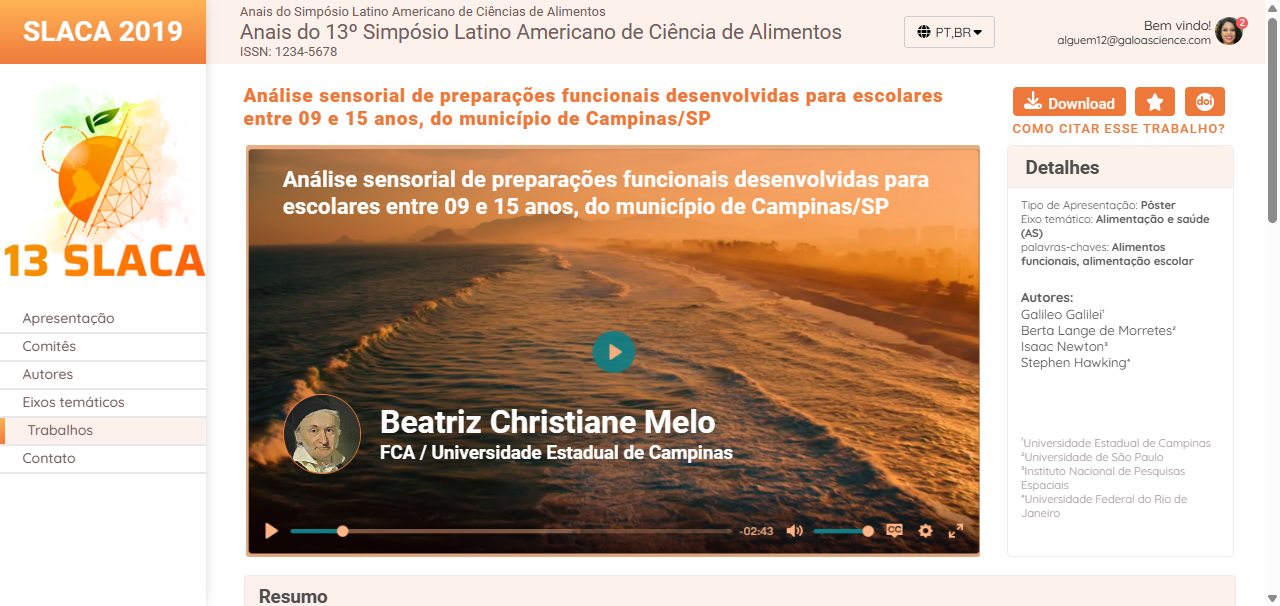 SLACA 2019
Anais do Simpósio Latino Americano de Ciências de Alimentos
Anais do 13º Simpósio Latino Americano de Ciência de Alimentos
ISSN: 1234-5678
PT,BR
Bem vindo!
alguem12@galoascience.com
2
13 SLACA
Apresentação
Comitês
Autores
Eixos temáticos
Trabalhos
Contato
Análise sensorial de preparações funcionais desenvolvidas para escolares
entre 09 e 15 anos, do município de Campinas/SP
Download
doi
COMO CITAR ESSE TRABALHO?
Análise sensorial de preparações funcionais desenvolvidas para
escolares entre 09 e 15 anos, do município de Campinas/SP
Beatriz Christiane Melo
FCA / Universidade Estadual de Campinas
-02:43
CC
Detalhes
Tipo de Apresentação: Pôster
Eixo temático: Alimentação e saúde
(AS)
palavras-chaves: Alimentos
funcionais, alimentação escolar
Autores:
Galileo Galilei¹
Berta Lange de Morretes²
Isaac Newton³
Stephen Hawking⁴
¹Universidade Estadual de Campinas
²Universidade de São Paulo
³Instituto Nacional de Pesquisas
Espaciais
⁴Universidade Federal do Rio de
Janeiro
Resumo